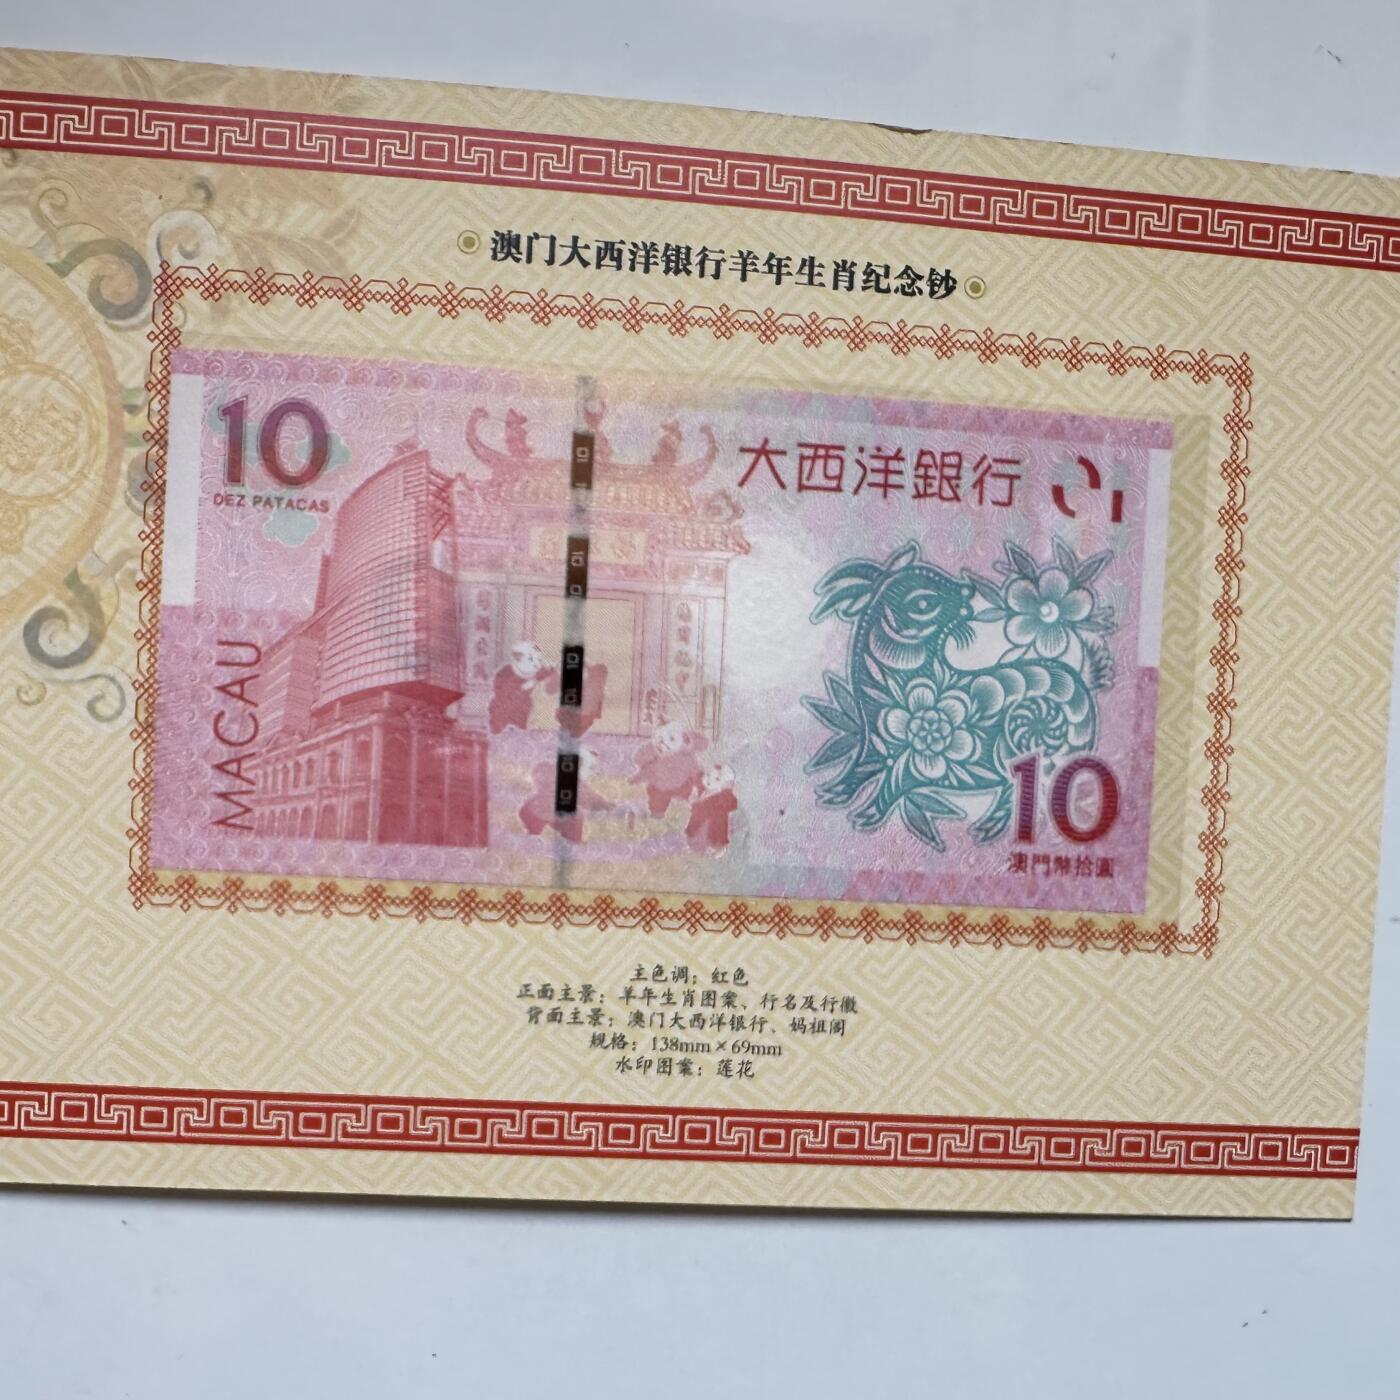 澳门大西洋银行羊年生肖纪念钞
10
DEZ PATACAS
大西洋銀行
MACAU
10
澳門幣拾圓
主色调：红色
正面主景：羊年生肖图案、行名及行徽
背面主景：澳门大西洋银行、妈祖阁
规格：138mm×69mm
水印图案：莲花